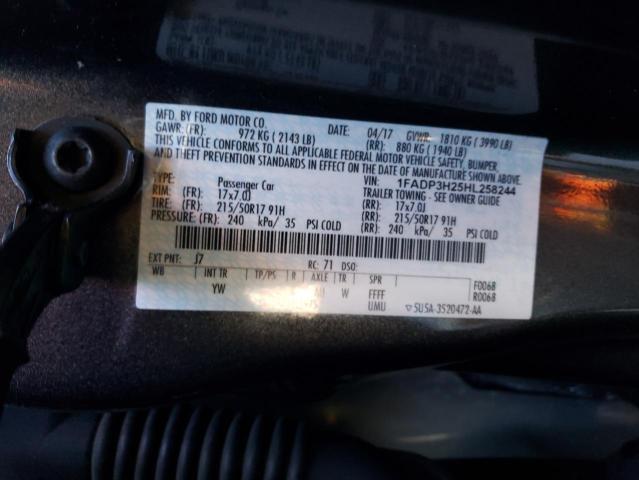 MFD. BY FORD MOTOR CO. 04/17 GVWR: 1810 KG ( 3990 LB)
GAWR: (FR): 972 KG ( 2143 LB) (RR): 880 KG ( 1940 LB)
THIS VEHICLE CONFORMS TO ALL APPLICABLE FEDERAL MOTOR VEHICLE SAFETY, BUMPER,
AND THEFT PREVENTION STANDARDS IN EFFECT ON THE DATE OF MANUFACTURE SHOWN ABOVE.
VIN: 1FADP3H25HL258244
TYPE: Passenger Car TRAILER TOWING - SEE OWNER GUIDE
RIM: (FR): 17x7.0J (RR): 17x7.0J
TIRE: (FR): 215/50R17 91H (RR): 215/50R17 91H
PRESSURE: (FR): 240 kPa/ 35 PSI COLD (RR): 240 kPa/ 35 PSI COLD
EXT PNT: J7 RC: 71 DSO:
WB INT TR TP/PS R AXLE TR SPR F0068
YW W FFFF R0068
UMU 5U5A-3520472-AA